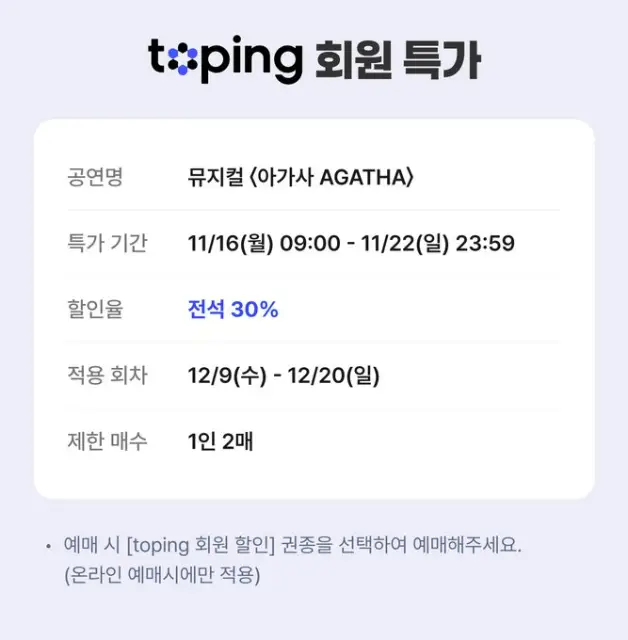 toping 회원 특가
공연명 뮤지컬 〈아가사 AGATHA〉
특가 기간 11/16(월) 09:00 - 11/22(일) 23:59
할인율 전석 30%
적용 회차 12/9(수) - 12/20(일)
제한 매수 1인 2매
• 예매 시 [toping 회원 할인] 권종을 선택하여 예매해주세요.
(온라인 예매시에만 적용)